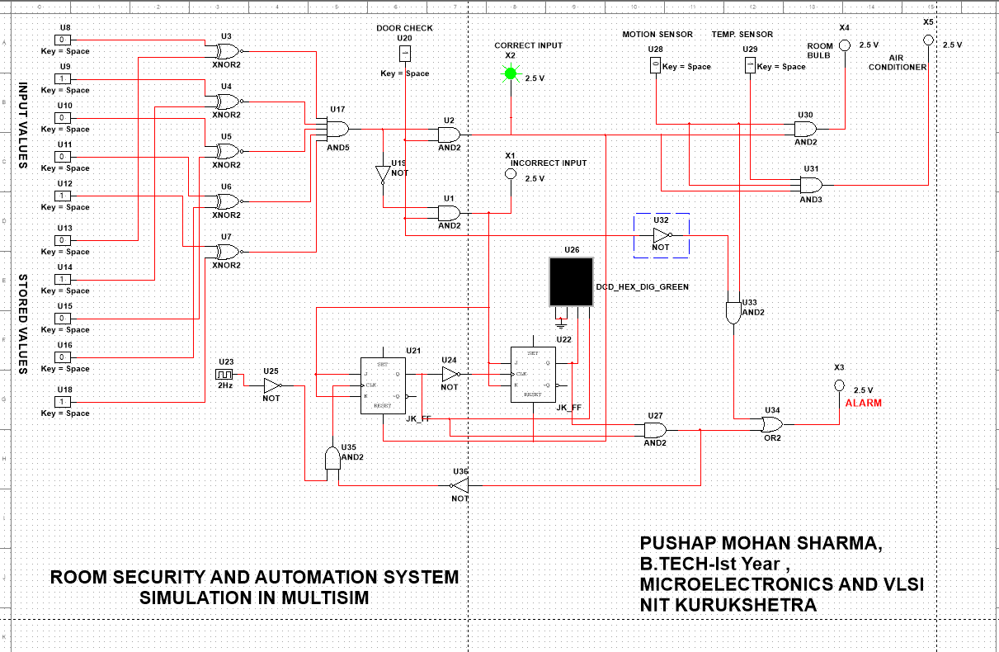 DOOR CHECK
U20
1
Key = Space
CORRECT INPUT
X2
2.5 V
MOTION SENSOR
U28
0
Key = Space
TEMP. SENSOR
U29
1
Key = Space
X4
2.5 V
ROOM
BULB
X5
2.5 V
AIR
CONDITIONER
INPUT VALUES
U8
0
Key = Space
U9
1
Key = Space
U10
0
Key = Space
U11
0
Key = Space
U12
1
Key = Space
STORED VALUES
U13
0
Key = Space
U14
1
Key = Space
U15
0
Key = Space
U16
0
Key = Space
U18
1
Key = Space
U3
XNOR2
U4
XNOR2
U5
XNOR2
U6
XNOR2
U7
XNOR2
U17
AND5
U2
AND2
U19
NOT
X1
INCORRECT INPUT
2.5 V
U1
AND2
U30
AND2
U31
AND3
U32
NOT
U26
DCD_HEX_DIG_GREEN
U33
AND2
U23
2Hz
U25
NOT
U21
SET
J
Q
CLK
K
~Q
RESET
JK_FF
U24
NOT
U22
SET
J
Q
CLK
K
~Q
RESET
JK_FF
U27
AND2
X3
2.5 V
ALARM
U34
OR2
U35
AND2
U36
NOT
ROOM SECURITY AND AUTOMATION SYSTEM
SIMULATION IN MULTISIM
PUSHAP MOHAN SHARMA,
B.TECH-Ist Year ,
MICROELECTRONICS AND VLSI
NIT KURUKSHETRA